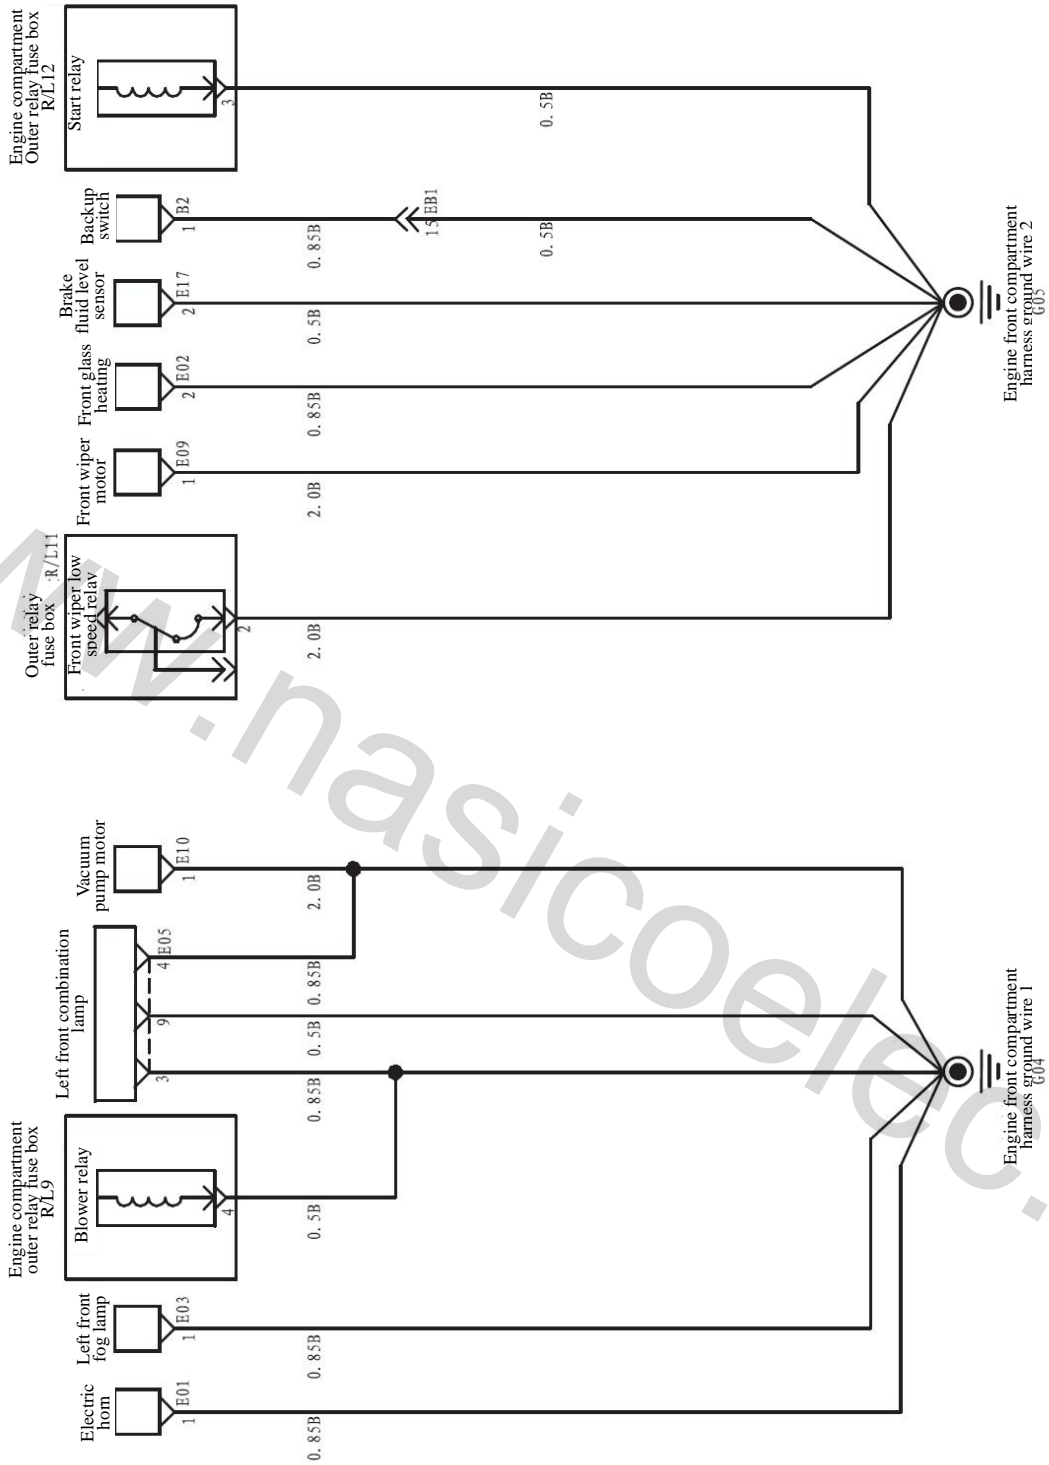 Engine compartment
Outer relay fuse box
R/L12
Start relay
3
0.5B
Backup
switch
1 B2
0.85B
15 EB1
0.5B
Brake
fluid level
sensor
2 E17
0.5B
Front glass
heating
2 E02
0.85B
Front wiper
motor
1 E09
2.0B
Outer relay
fuse box
R/L11
Front wiper low
speed relay
2
2.0B
Engine front compartment
harness ground wire 2
G05
Vacuum
pump motor
1 E10
2.0B
Left front combination
lamp
4 E05
0.85B
9
0.5B
3
0.85B
Engine compartment
outer relay fuse box
R/L9
Blower relay
4
0.5B
Left front
fog lamp
1 E03
0.85B
Electric
hom
1 E01
0.85B
Engine front compartment
harness ground wire 1
G04
w.nasicoelec.